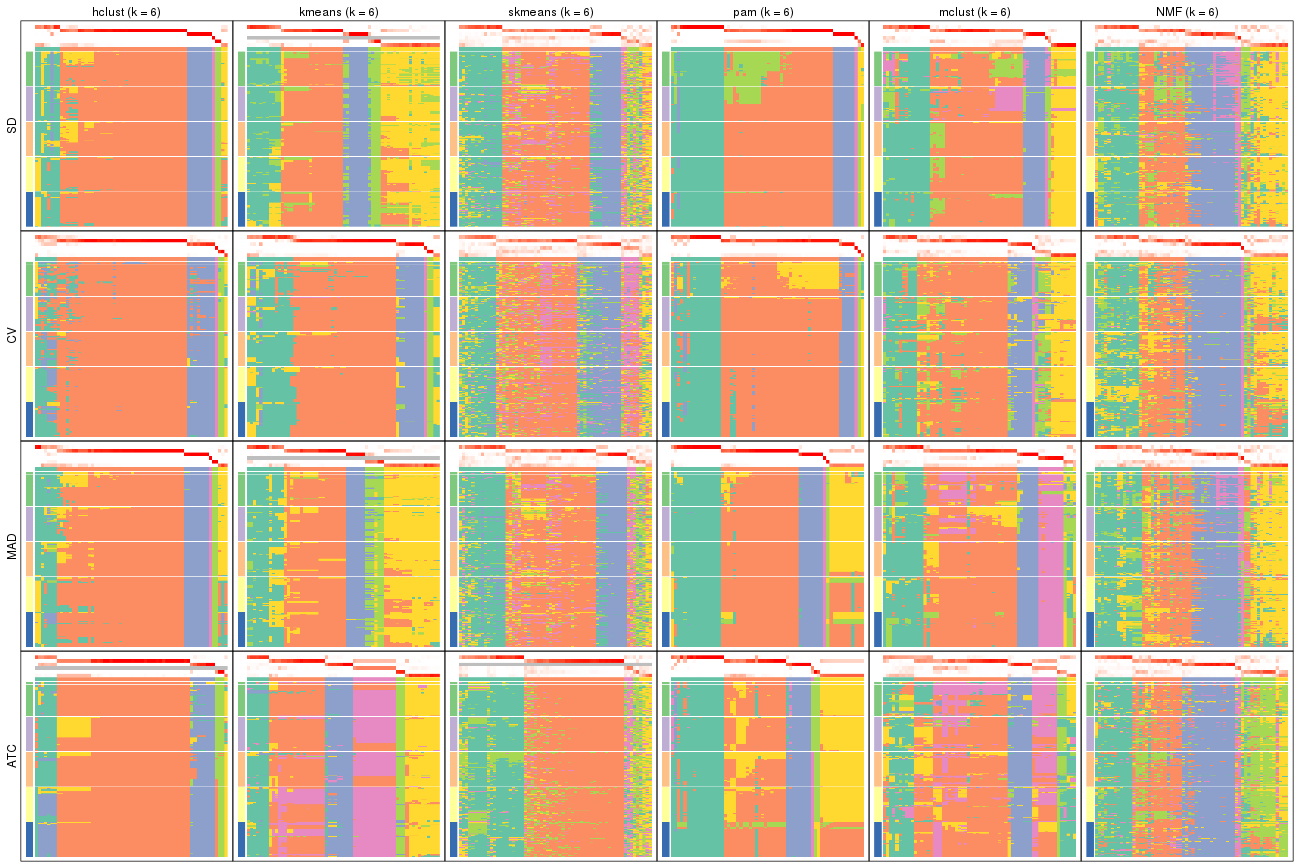 hclust (k = 6) kmeans (k = 6) skmeans (k = 6) pam (k = 6) mclust (k = 6) NMF (k = 6)
SD
CV
MAD
ATC